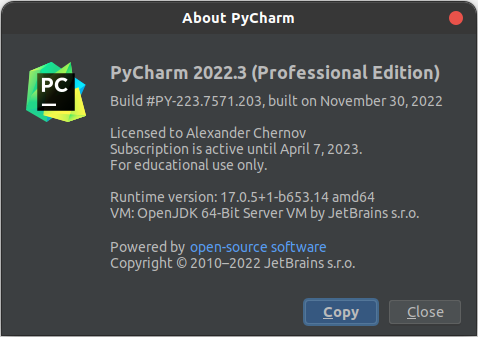 About PyCharm
PC
PyCharm 2022.3 (Professional Edition)
Build #PY-223.7571.203, built on November 30, 2022
Licensed to Alexander Chernov
Subscription is active until April 7, 2023.
For educational use only.
Runtime version: 17.0.5+1-b653.14 amd64
VM: OpenJDK 64-Bit Server VM by JetBrains s.r.o.
Powered by open-source software
Copyright © 2010–2022 JetBrains s.r.o.
Copy
Close